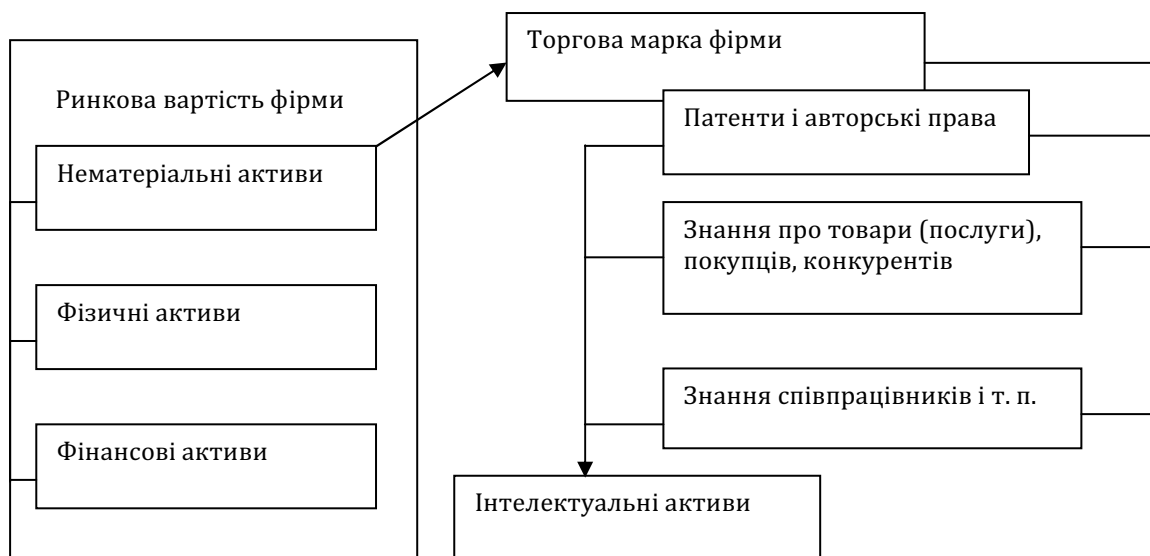 Ринкова вартість фірми
Нематеріальні активи
Фізичні активи
Фінансові активи
Торгова марка фірми
Патенти і авторські права
Знання про товари (послуги),
покупців, конкурентів
Знання співпрацівників і т. п.
Інтелектуальні активи